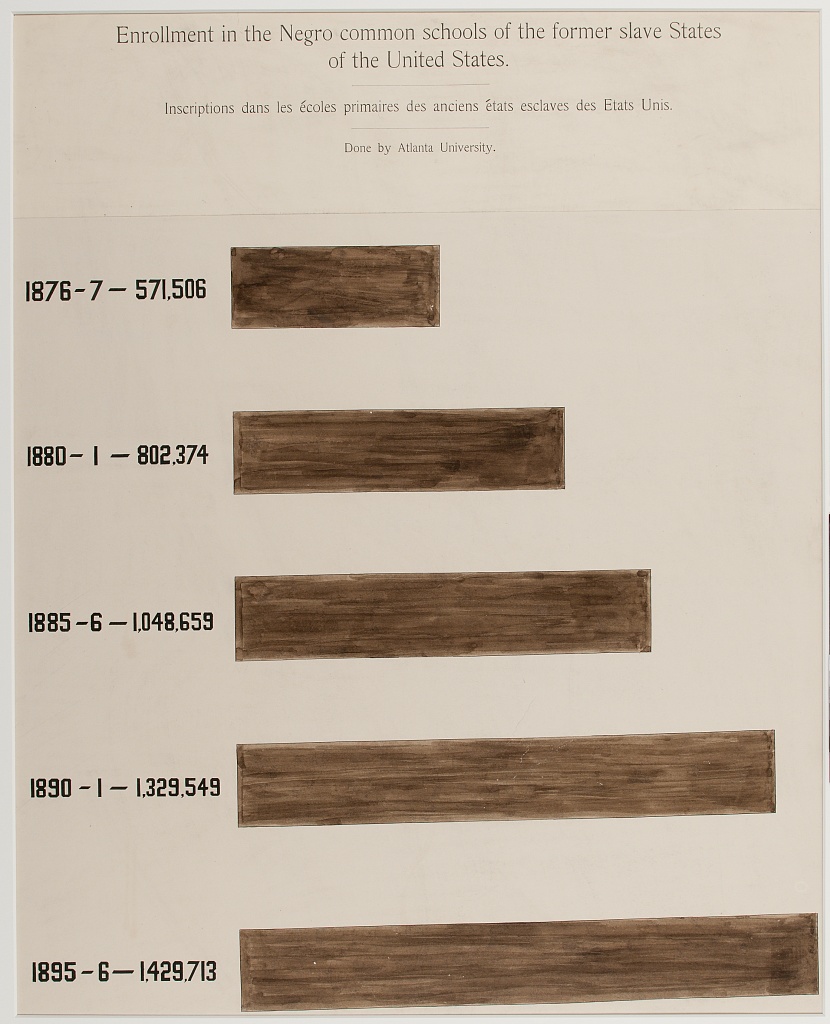 Enrollment in the Negro common schools of the former slave States
of the United States.
Inscriptions dans les écoles primaires des anciens états esclaves des Etats Unis.
Done by Atlanta University.
1876-7 — 571,506
1880-1 — 802,374
1885-6 — 1,048,659
1890-1 — 1,329,549
1895-6 — 1,429,713